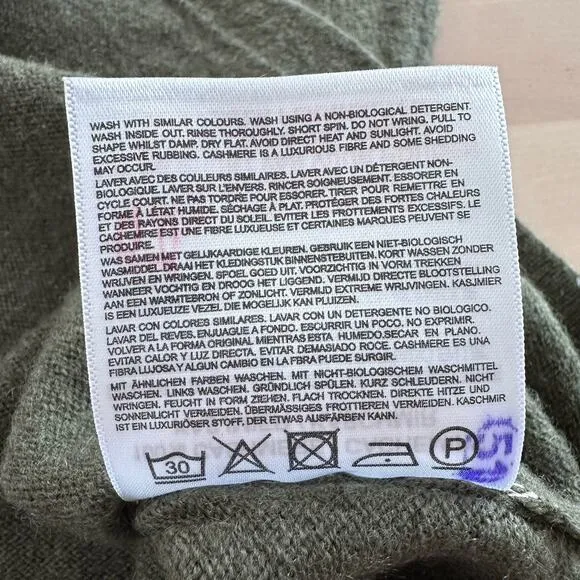 WASH WITH SIMILAR COLOURS. WASH USING A NON-BIOLOGICAL DETERGENT.
WASH INSIDE OUT. RINSE THOROUGHLY. SHORT SPIN. DO NOT WRING. PULL TO
SHAPE WHILST DAMP. DRY FLAT. AVOID DIRECT HEAT AND SUNLIGHT. AVOID
EXCESSIVE RUBBING. CASHMERE IS A LUXURIOUS FIBRE AND SOME SHEDDING
MAY OCCUR.
LAVER AVEC DES COULEURS SIMILAIRES. LAVER AVEC UN DÉTERGENT NON-
BIOLOGIQUE. LAVER SUR L'ENVERS. RINCER SOIGNEUSEMENT. ESSORER EN
CYCLE COURT. NE PAS TORDRE POUR ESSORER. TIRER POUR REMETTRE EN
FORME À LÉTAT HUMIDE. SÉCHAGE À PLAT. PROTÉGER DES FORTES CHALEURS
ET DES RAYONS DIRECT DU SOLEIL. EVITER LES FROTTEMENTS EXCESSIFS. LE
CACHEMIRE EST UNE FIBRE LUXUEUSE ET CERTAINES MARQUES PEUVENT SE
PRODUIRE.
WAS SAMEN MET GELIJKAARDIGE KLEUREN. GEBRUIK EEN NIET-BIOLOGISCH
WASMIDDEL. DRAAI HET KLEDINGSTUK BINNENSTEBUITEN. KORT WASSEN ZONDER
WRIJVEN EN WRINGEN. SPOEL GOED UIT. VOORZICHTIG IN VORM TREKKEN
WANNEER VOCHTIG EN DROOG HET LIGGEND. VERMIJD DIRECTE BLOOTSTELLING
AAN EEN WARMTEBRON OF ZONLICHT. VERMIJD EXTREME WRIJVINGEN. KASJMIER
IS EEN LUXUEUZE VEZEL DIE MOGELIJK KAN PLUIZEN.
LAVAR CON COLORES SIMILARES. LAVAR CON UN DETERGENTE NO BIOLOGICO.
LAVAR DEL REVES. ENJUAGUE A FONDO. ESCURRIR UN POCO. NO EXPRIMIR.
VOLVER A LA FORMA ORIGINAL MIENTRAS ESTA HUMEDO.SECAR EN PLANO.
EVITAR CALOR Y LUZ DIRECTA. EVITAR DEMASIADO ROCE. CASHMERE ES UNA
FIBRA LUJOSA Y ALGUN CAMBIO EN LA FBRA PUEDE SURGIR.
MIT ÄHNLICHEN FARBEN WASCHEN. MIT NICHT-BIOLOGISCHEM WASCHMITTEL
WASCHEN. LINKS WASCHEN. GRÜNDLICH SPÜLEN. KURZ SCHLEUDERN. NICHT
WRINGEN. FEUCHT IN FORM ZIEHEN. FLACH TROCKNEN. DIREKTE HITZE UND
SONNENLICHT VERMEIDEN. ÜBERMÄSSIGES FROTTIEREN VERMEIDEN. KASCHMIR
IST EIN LUXURIÖSER STOFF, DER ETWAS AUSFÄRBEN KANN.
30 P